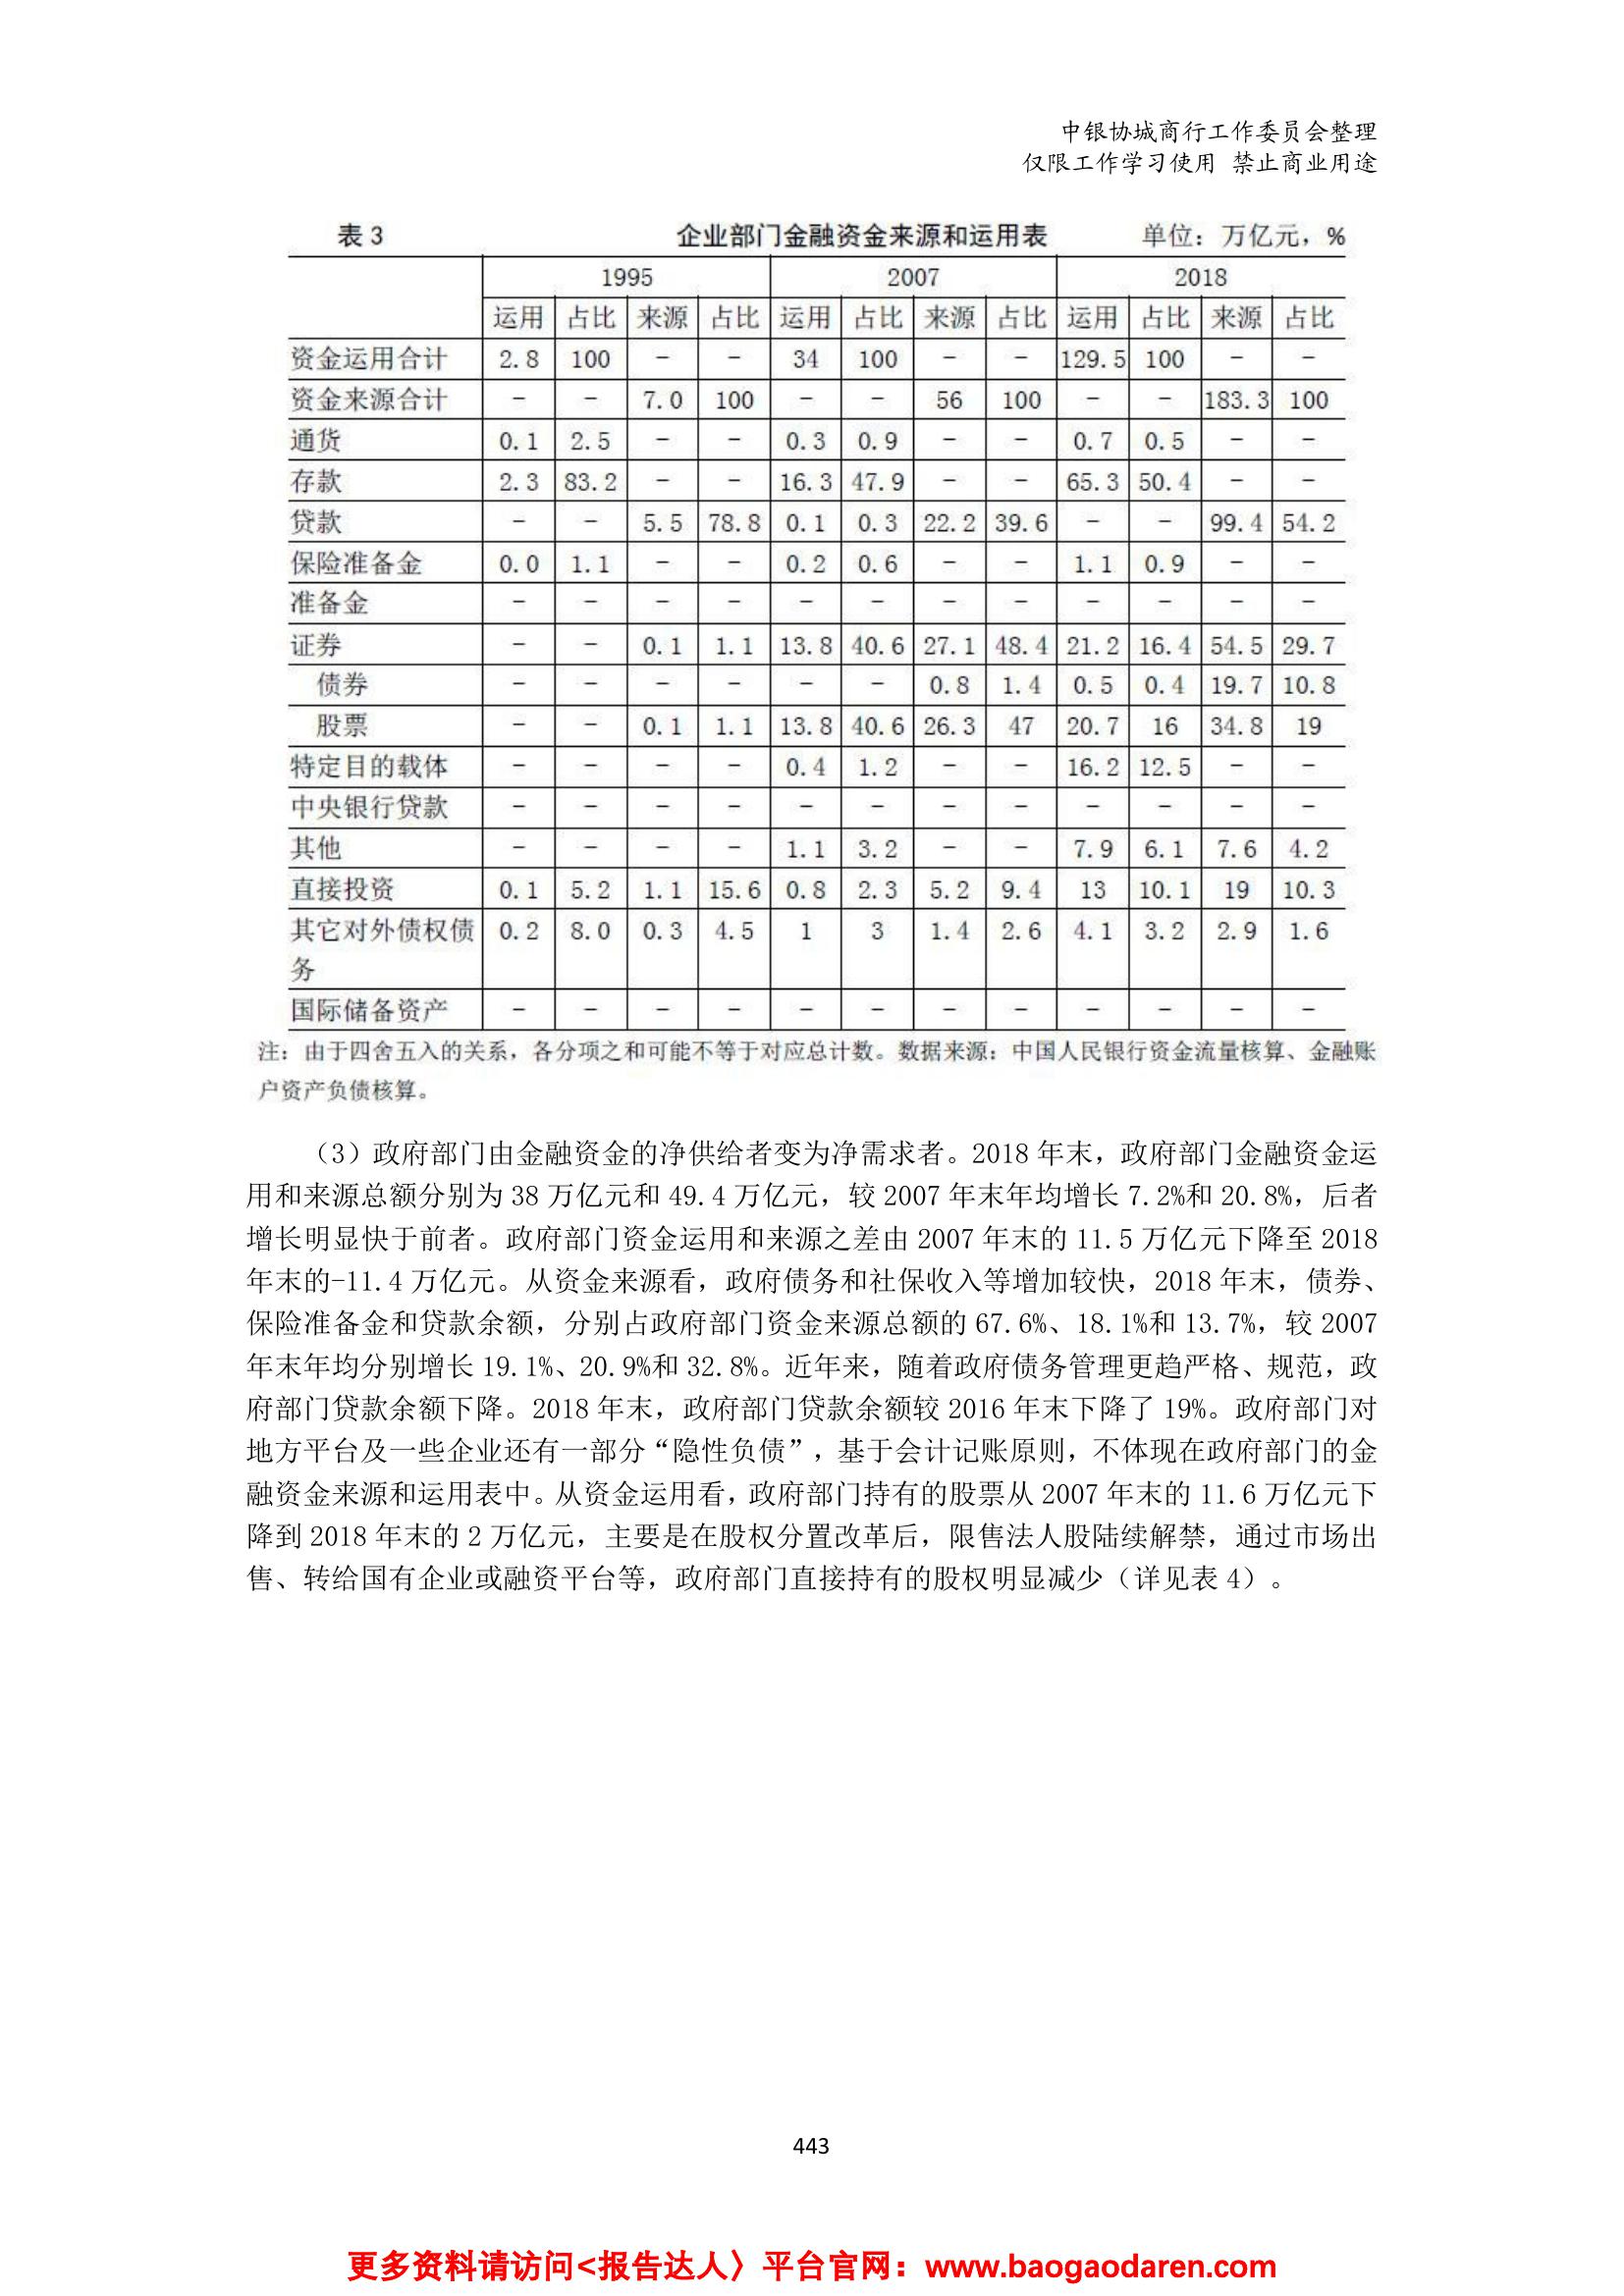 中银协城商行工作委员会整理
仅限工作学习使用 禁止商业用途
表 3 企业部门金融资金来源和运用表 单位：万亿元，%
1995 2007 2018
运用 占比 来源 占比 运用 占比 来源 占比 运用 占比 来源 占比
资金运用合计 2.8 100 － － 34 100 － － 129.5 100 － －
资金来源合计 － － 7.0 100 － － 56 100 － － 183.3 100
通货 0.1 2.5 － － 0.3 0.9 － － 0.7 0.5 － －
存款 2.3 83.2 － － 16.3 47.9 － － 65.3 50.4 － －
贷款 － － 5.5 78.8 0.1 0.3 22.2 39.6 － － 99.4 54.2
保险准备金 0.0 1.1 － － 0.2 0.6 － － 1.1 0.9 － －
准备金 － － － － － － － － － － － －
证券 － － 0.1 1.1 13.8 40.6 27.1 48.4 21.2 16.4 54.5 29.7
债券 － － － － － － 0.8 1.4 0.5 0.4 19.7 10.8
股票 － － 0.1 1.1 13.8 40.6 26.3 47 20.7 16 34.8 19
特定目的载体 － － － － 0.4 1.2 － － 16.2 12.5 － －
中央银行贷款 － － － － － － － － － － － －
其他 － － － － 1.1 3.2 － － 7.9 6.1 7.6 4.2
直接投资 0.1 5.2 1.1 15.6 0.8 2.3 5.2 9.4 13 10.1 19 10.3
其它对外债权债 0.2 8.0 0.3 4.5 1 3 1.4 2.6 4.1 3.2 2.9 1.6
务
国际储备资产 － － － － － － － － － － － －
注：由于四舍五入的关系，各分项之和可能不等于对应总计数。数据来源：中国人民银行资金流量核算、金融账
户资产负债核算。
（3）政府部门由金融资金的净供给者变为净需求者。2018 年末，政府部门金融资金运
用和来源总额分别为 38 万亿元和 49.4 万亿元，较 2007 年末年均增长 7.2%和 20.8%，后者
增长明显快于前者。政府部门资金运用和来源之差由 2007 年末的 11.5 万亿元下降至 2018
年末的-11.4 万亿元。从资金来源看，政府债务和社保收入等增加较快，2018 年末，债券、
保险准备金和贷款余额，分别占政府部门资金来源总额的 67.6%、18.1%和 13.7%，较 2007
年末年均分别增长 19.1%、20.9%和 32.8%。近年来，随着政府债务管理更趋严格、规范，政
府部门贷款余额下降。2018 年末，政府部门贷款余额较 2016 年末下降了 19%。政府部门对
地方平台及一些企业还有一部分“隐性负债”，基于会计记账原则，不体现在政府部门的金
融资金来源和运用表中。从资金运用看，政府部门持有的股票从 2007 年末的 11.6 万亿元下
降到 2018 年末的 2 万亿元，主要是在股权分置改革后，限售法人股陆续解禁，通过市场出
售、转给国有企业或融资平台等，政府部门直接持有的股权明显减少（详见表 4）。
443
更多资料请访问<报告达人〉平台官网：www.baogaodaren.com